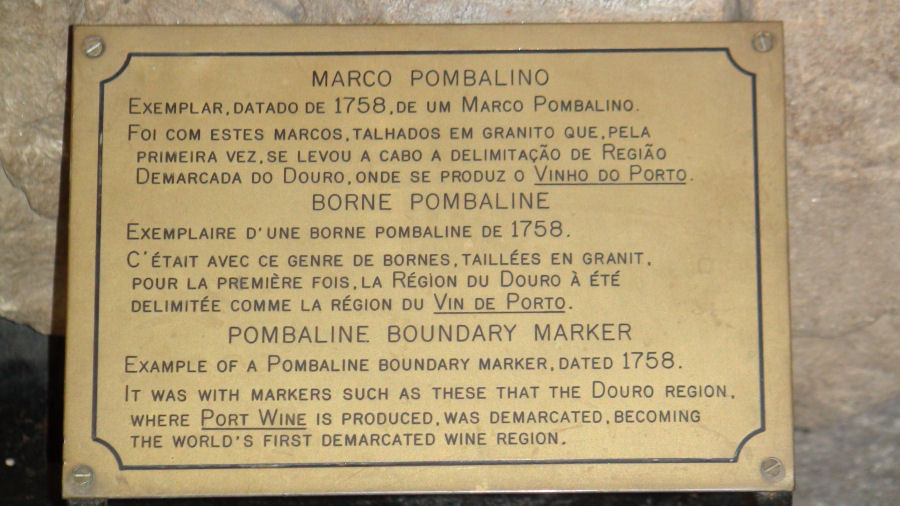 MARCO POMBALINO
EXEMPLAR, DATADO DE 1758, DE UM MARCO POMBALINO.
FOI COM ESTES MARCOS, TALHADOS EM GRANITO QUE, PELA
PRIMEIRA VEZ, SE LEVOU A CABO A DELIMITAÇÃO DE REGIÃO
DEMARCADA DO DOURO, ONDE SE PRODUZ O VINHO DO PORTO.
BORNE POMBALINE
EXEMPLAIRE D'UNE BORNE POMBALINE DE 1758.
C'ÉTAIT AVEC CE GENRE DE BORNES, TAILLÉES EN GRANIT,
POUR LA PREMIÈRE FOIS, LA RÉGION DU DOURO À ÉTÉ
DELIMITÉE COMME LA RÉGION DU VIN DE PORTO.
POMBALINE BOUNDARY MARKER
EXAMPLE OF A POMBALINE BOUNDARY MARKER, DATED 1758.
IT WAS WITH MARKERS SUCH AS THESE THAT THE DOURO REGION,
WHERE PORT WINE IS PRODUCED, WAS DEMARCATED, BECOMING
THE WORLD'S FIRST DEMARCATED WINE REGION.